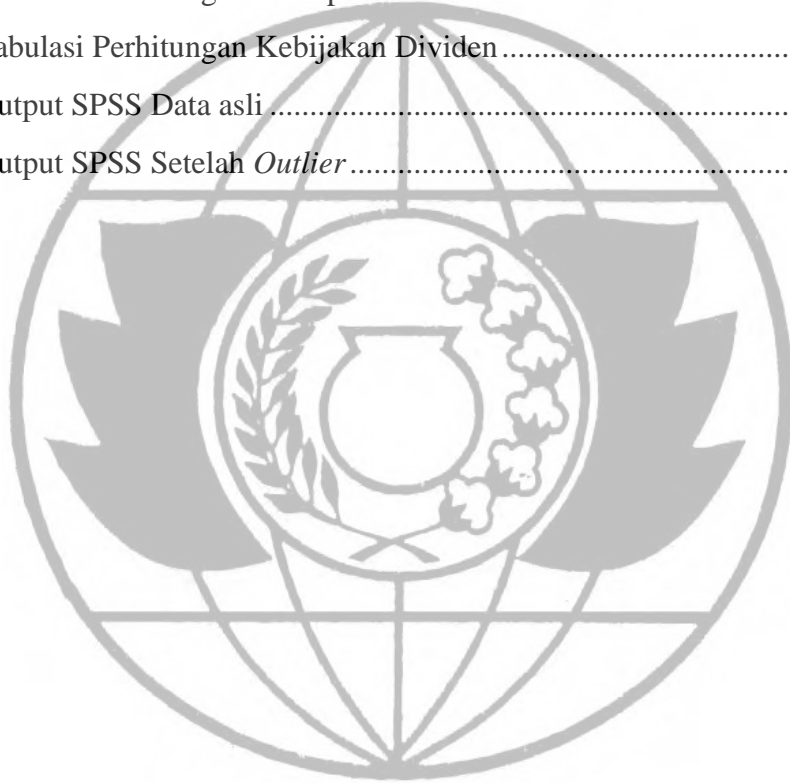 abulasi Perhitungan Kebijakan Dividen
utput SPSS Data asli
utput SPSS Setelah Outlier